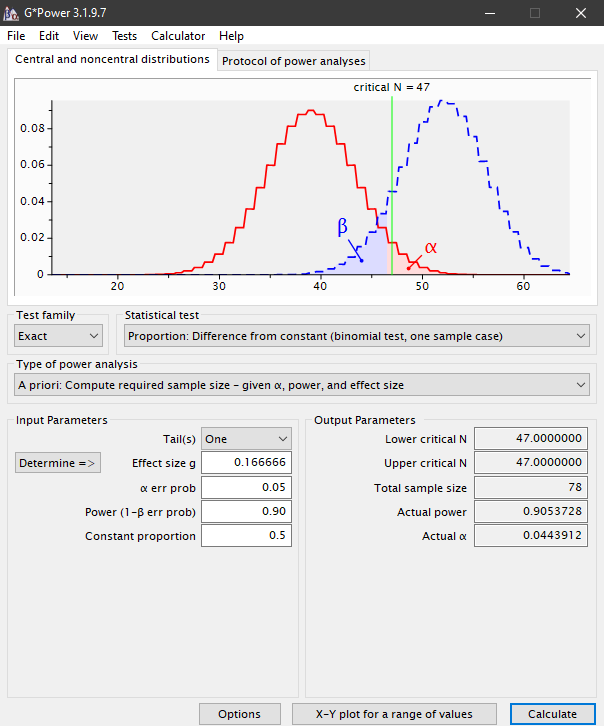 G*Power 3.1.9.7
File Edit View Tests Calculator Help
Central and noncentral distributions Protocol of power analyses
critical N = 47
0.08
0.06
0.04
0.02
0
β
α
20 30 40 50 60
Test family Statistical test
Exact Proportion: Difference from constant (binomial test, one sample case)
Type of power analysis
A priori: Compute required sample size - given α, power, and effect size
Input Parameters Output Parameters
Tail(s) One Lower critical N 47.0000000
Determine => Effect size g 0.166666 Upper critical N 47.0000000
α err prob 0.05 Total sample size 78
Power (1-β err prob) 0.90 Actual power 0.9053728
Constant proportion 0.5 Actual α 0.0443912
Options X-Y plot for a range of values Calculate